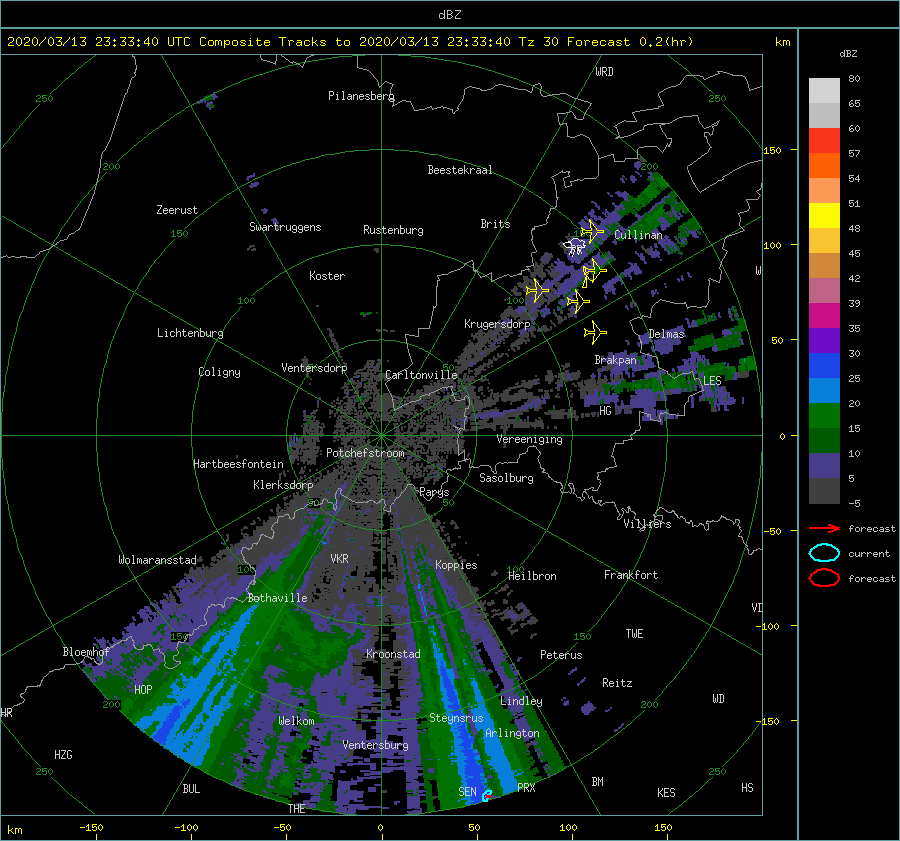 dBZ
2020/03/13 23:33:40 UTC Composite Tracks to 2020/03/13 23:33:40 Tz 30 Forecast 0.2(hr)
km
dBZ
WRD
80
250
Pilanesberg
250
65
60
150
200
Beestekraal
200
57
54
Zeerust
51
150
Swartruggens
Rustenburg
Brits
Cullinan
48
100
45
W
Koster
42
100
100
39
Krugersdorp
35
Lichtenburg
Delmas
50
30
Coligny
Ventersdorp
Carltonville
Brakpan
25
LES
20
HG
15
Vereeniging
0
Potchefstroom
10
Hartbeesfontein
Sasolburg
5
Klerksdorp
Parys
50
50
-5
Villiers
-50
forecast
Wolmaransstad
VKR
Koppies
current
100
100
Heilbron
Frankfort
forecast
Bothaville
VI
-100
150
150
TWE
Bloemhof
Kroonstad
Peterus
HOP
Reitz
WD
200
Lindley
200
HR
Welkom
Steynsrus
-150
Arlington
HZG
Ventersburg
250
250
BUL
SEN
PRX
BM
KES
HS
THE
km
-150
-100
-50
0
50
100
150